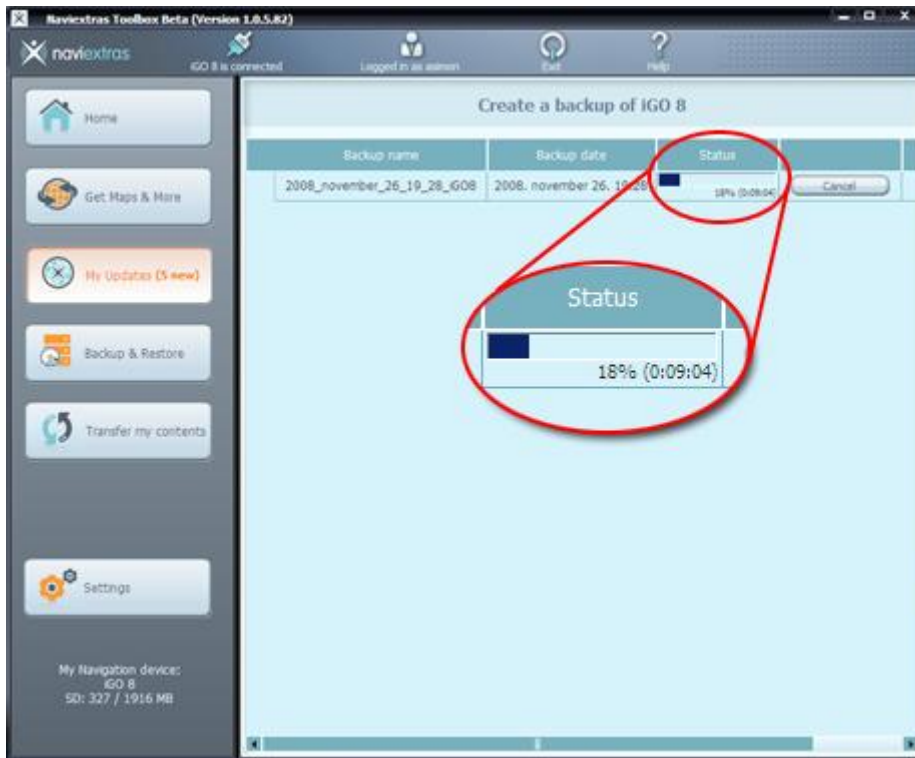 Naviextras Toolbox Beta (Version 1.0.5.82)
naviextras
iGO 8 is connected
Logged in as asimon
Exit
Help
Home
Get Maps & More
My Updates (5 new)
Backup & Restore
Transfer my contents
Settings
My Navigation device:
iGO 8
SD: 327 / 1916 MB
Create a backup of iGO 8
Backup name Backup date Status
2008_november_26_19_28_iGO8 2008. november 26. 19:28 18% (0:09:04) Cancel
Status
18% (0:09:04)